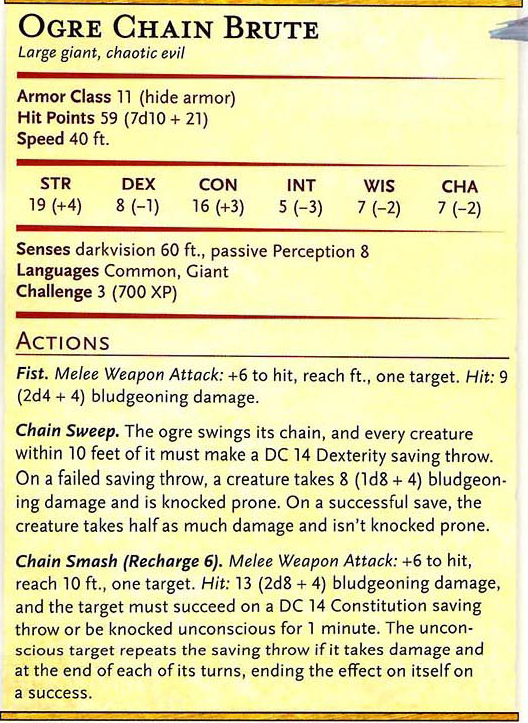 OGRE CHAIN BRUTE
Large giant, chaotic evil
Armor Class 11 (hide armor)
Hit Points 59 (7d10 + 21)
Speed 40 ft.
STR DEX CON INT WIS CHA
19 (+4) 8 (–1) 16 (+3) 5 (–3) 7 (–2) 7 (–2)
Senses darkvision 60 ft., passive Perception 8
Languages Common, Giant
Challenge 3 (700 XP)
ACTIONS
Fist. Melee Weapon Attack: +6 to hit, reach ft., one target. Hit: 9
(2d4 + 4) bludgeoning damage.
Chain Sweep. The ogre swings its chain, and every creature
within 10 feet of it must make a DC 14 Dexterity saving throw.
On a failed saving throw, a creature takes 8 (1d8 + 4) bludgeon-
ing damage and is knocked prone. On a successful save, the
creature takes half as much damage and isn't knocked prone.
Chain Smash (Recharge 6). Melee Weapon Attack: +6 to hit,
reach 10 ft., one target. Hit: 13 (2d8 + 4) bludgeoning damage,
and the target must succeed on a DC 14 Constitution saving
throw or be knocked unconscious for 1 minute. The uncon-
scious target repeats the saving throw if it takes damage and
at the end of each of its turns, ending the effect on itself on
a success.